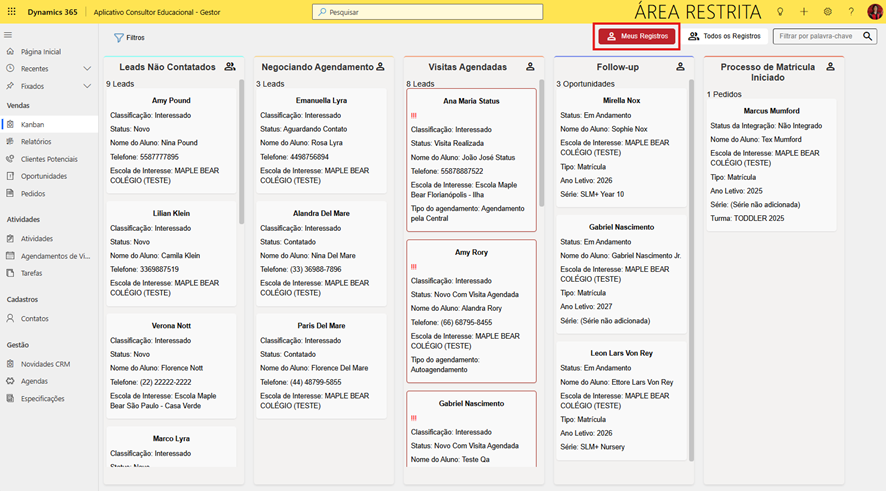 Dynamics 365
Aplicativo Consultor Educacional - Gestor
Pesquisar
ÁREA RESTRITA
Filtros
Meus Registros
Todos os Registros
Filtrar por palavra-chave
Página Inicial
Recentes
Fixados
Vendas
Kanban
Relatórios
Clientes Potenciais
Oportunidades
Pedidos
Atividades
Atividades
Agendamentos de Vi...
Tarefas
Cadastros
Contatos
Gestão
Novidades CRM
Agendas
Especificações
Leads Não Contatados
9 Leads
Amy Pound
Classificação: Interessado
Status: Novo
Nome do Aluno: Nina Pound
Telefone: 5587777895
Escola de Interesse: MAPLE BEAR
COLÉGIO (TESTE)
Lilian Klein
Classificação: Interessado
Status: Novo
Nome do Aluno: Camila Klein
Telefone: 3369887519
Escola de Interesse: MAPLE BEAR
COLÉGIO (TESTE)
Verona Nott
Classificação: Interessado
Status: Novo
Nome do Aluno: Florence Nott
Telefone: (22) 22222-2222
Escola de Interesse: Escola Maple
Bear São Paulo - Casa Verde
Marco Lyra
Classificação: Interessado
Status: Novo
Negociando Agendamento
3 Leads
Emanuella Lyra
Classificação: Interessado
Status: Aguardando Contato
Nome do Aluno: Rosa Lyra
Telefone: 4498756894
Escola de Interesse: MAPLE BEAR
COLÉGIO (TESTE)
Alandra Del Mare
Classificação: Interessado
Status: Contatado
Nome do Aluno: Nina Del Mare
Telefone: (33) 36988-7896
Escola de Interesse: MAPLE BEAR
COLÉGIO (TESTE)
Paris Del Mare
Classificação: Interessado
Status: Contatado
Nome do Aluno: Florence Del Mare
Telefone: (44) 48799-5855
Escola de Interesse: MAPLE BEAR
COLÉGIO (TESTE)
Visitas Agendadas
8 Leads
Ana Maria Status
!!!
Classificação: Interessado
Status: Visita Realizada
Nome do Aluno: João José Status
Telefone: 55878887522
Escola de Interesse: Escola Maple
Bear Florianópolis - Ilha
Tipo do agendamento: Agendamento
pela Central
Amy Rory
!!!
Classificação: Interessado
Status: Novo Com Visita Agendada
Nome do Aluno: Alandra Rory
Telefone: (66) 68795-8455
Escola de Interesse: MAPLE BEAR
COLÉGIO (TESTE)
Tipo do agendamento:
Autoagendamento
Gabriel Nascimento
!!!
Classificação: Interessado
Status: Novo Com Visita Agendada
Nome do Aluno: Teste Qa
Follow-up
3 Oportunidades
Mirella Nox
Status: Em Andamento
Nome do Aluno: Sophie Nox
Escola de Interesse: MAPLE BEAR
COLÉGIO (TESTE)
Tipo: Matrícula
Ano Letivo: 2026
Série: SLM+ Year 10
Gabriel Nascimento
Status: Em Andamento
Nome do Aluno: Gabriel Nascimento Jr.
Escola de Interesse: MAPLE BEAR
COLÉGIO (TESTE)
Tipo: Matrícula
Ano Letivo: 2027
Série: (Série não adicionada)
Leon Lars Von Rey
Status: Em Andamento
Nome do Aluno: Ettore Lars Von Rey
Escola de Interesse: MAPLE BEAR
COLÉGIO (TESTE)
Tipo: Matrícula
Ano Letivo: 2026
Série: SLM+ Nursery
Processo de Matricula
Iniciado
1 Pedidos
Marcus Mumford
Status da Integração: Não Integrado
Nome do Aluno: Tex Mumford
Escola de Interesse: MAPLE BEAR
COLÉGIO (TESTE)
Tipo: Matrícula
Ano Letivo: 2025
Série: (Série não adicionada)
Turma: TODDLER 2025